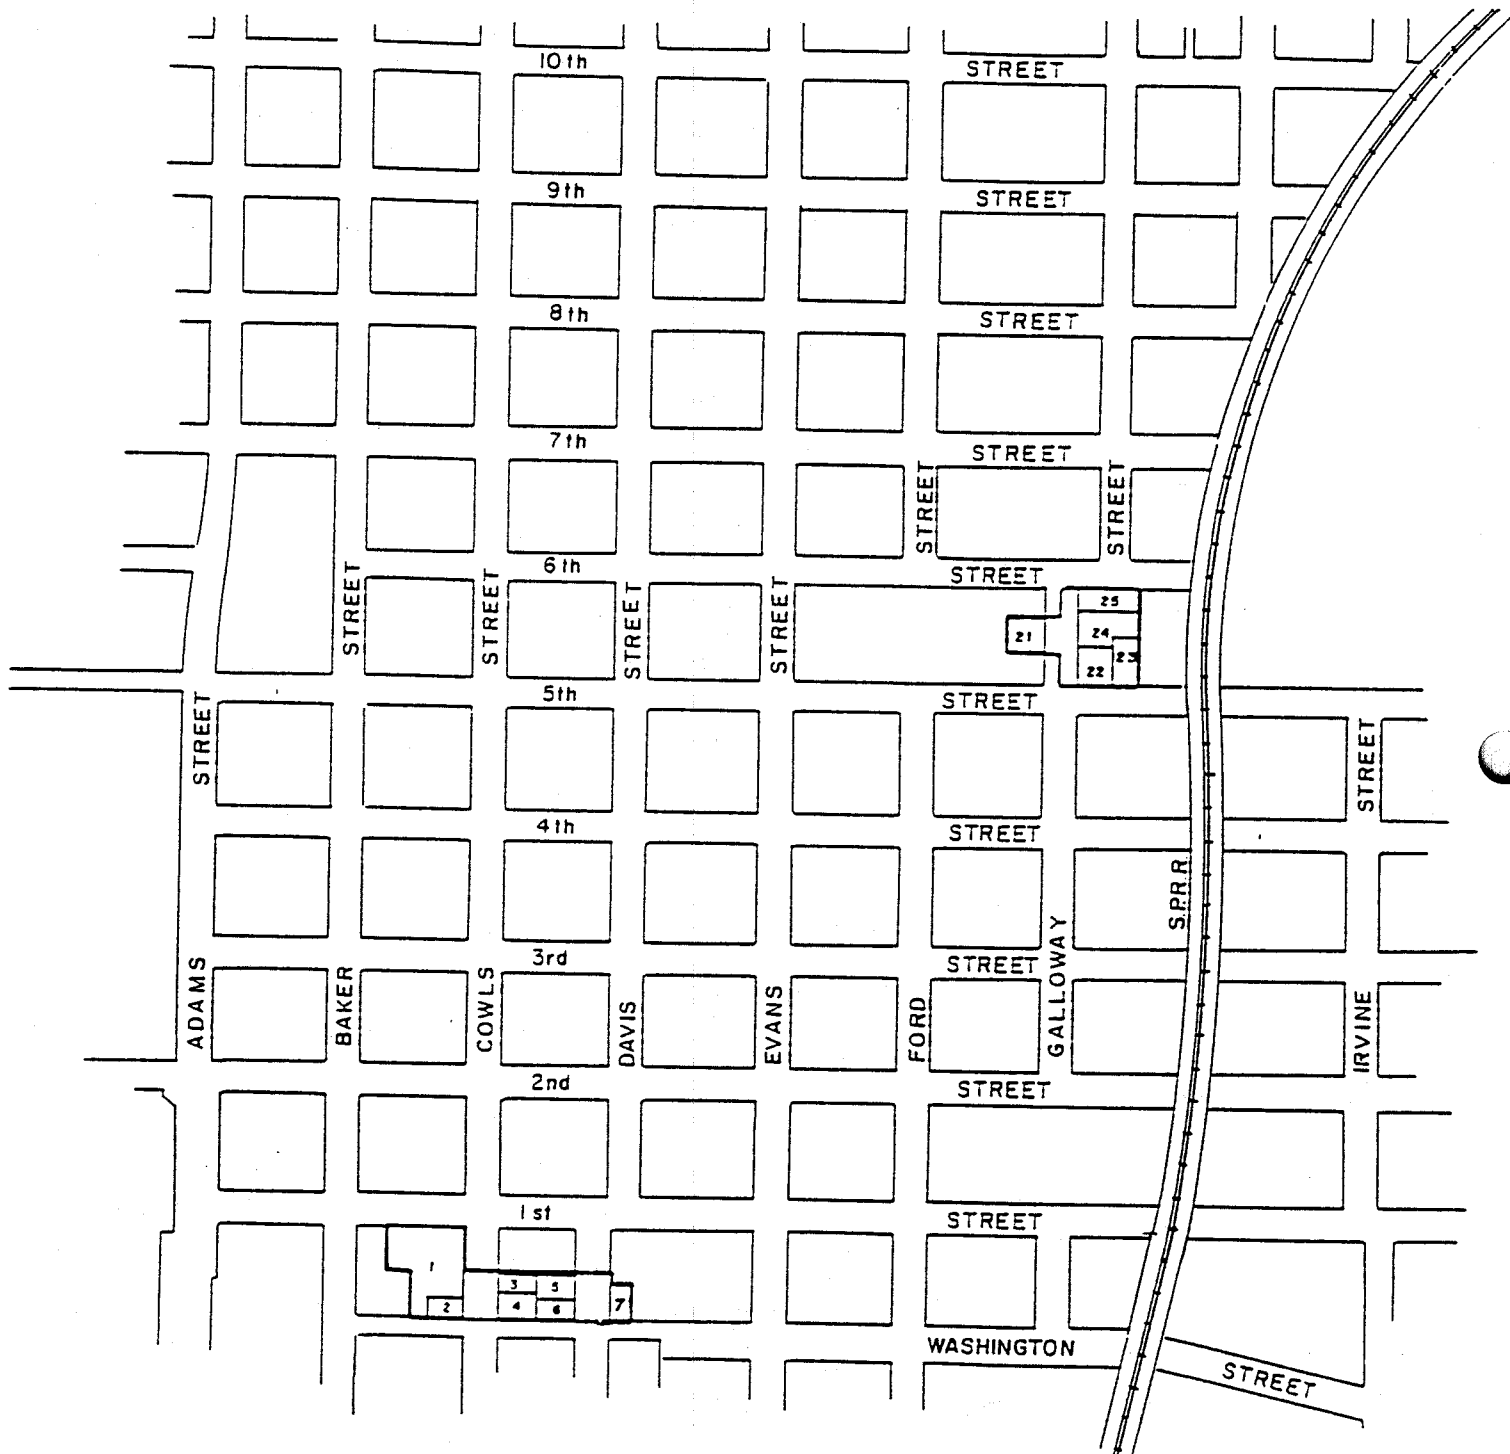 10th STREET
9th STREET
8th STREET
7th STREET
STREET
STREET
6th STREET
STREET
STREET
STREET
STREET
25
21
24
23
22
5th STREET
STREET
STREET
4th STREET
S.P.R.R
3rd STREET
ADAMS
BAKER
COWLS
DAVIS
EVANS
FORD
GALLOWAY
IRVINE
2nd STREET
1st STREET
1
2
3
5
4
6
7
WASHINGTON STREET